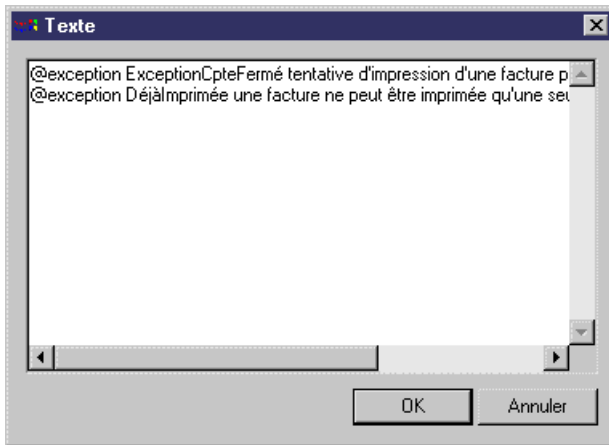 Texte
@exception ExceptionCpteFermé tentative d'impression d'une facture p
@exception DéjàImprimée une facture ne peut être imprimée qu'une seu
OK
Annuler